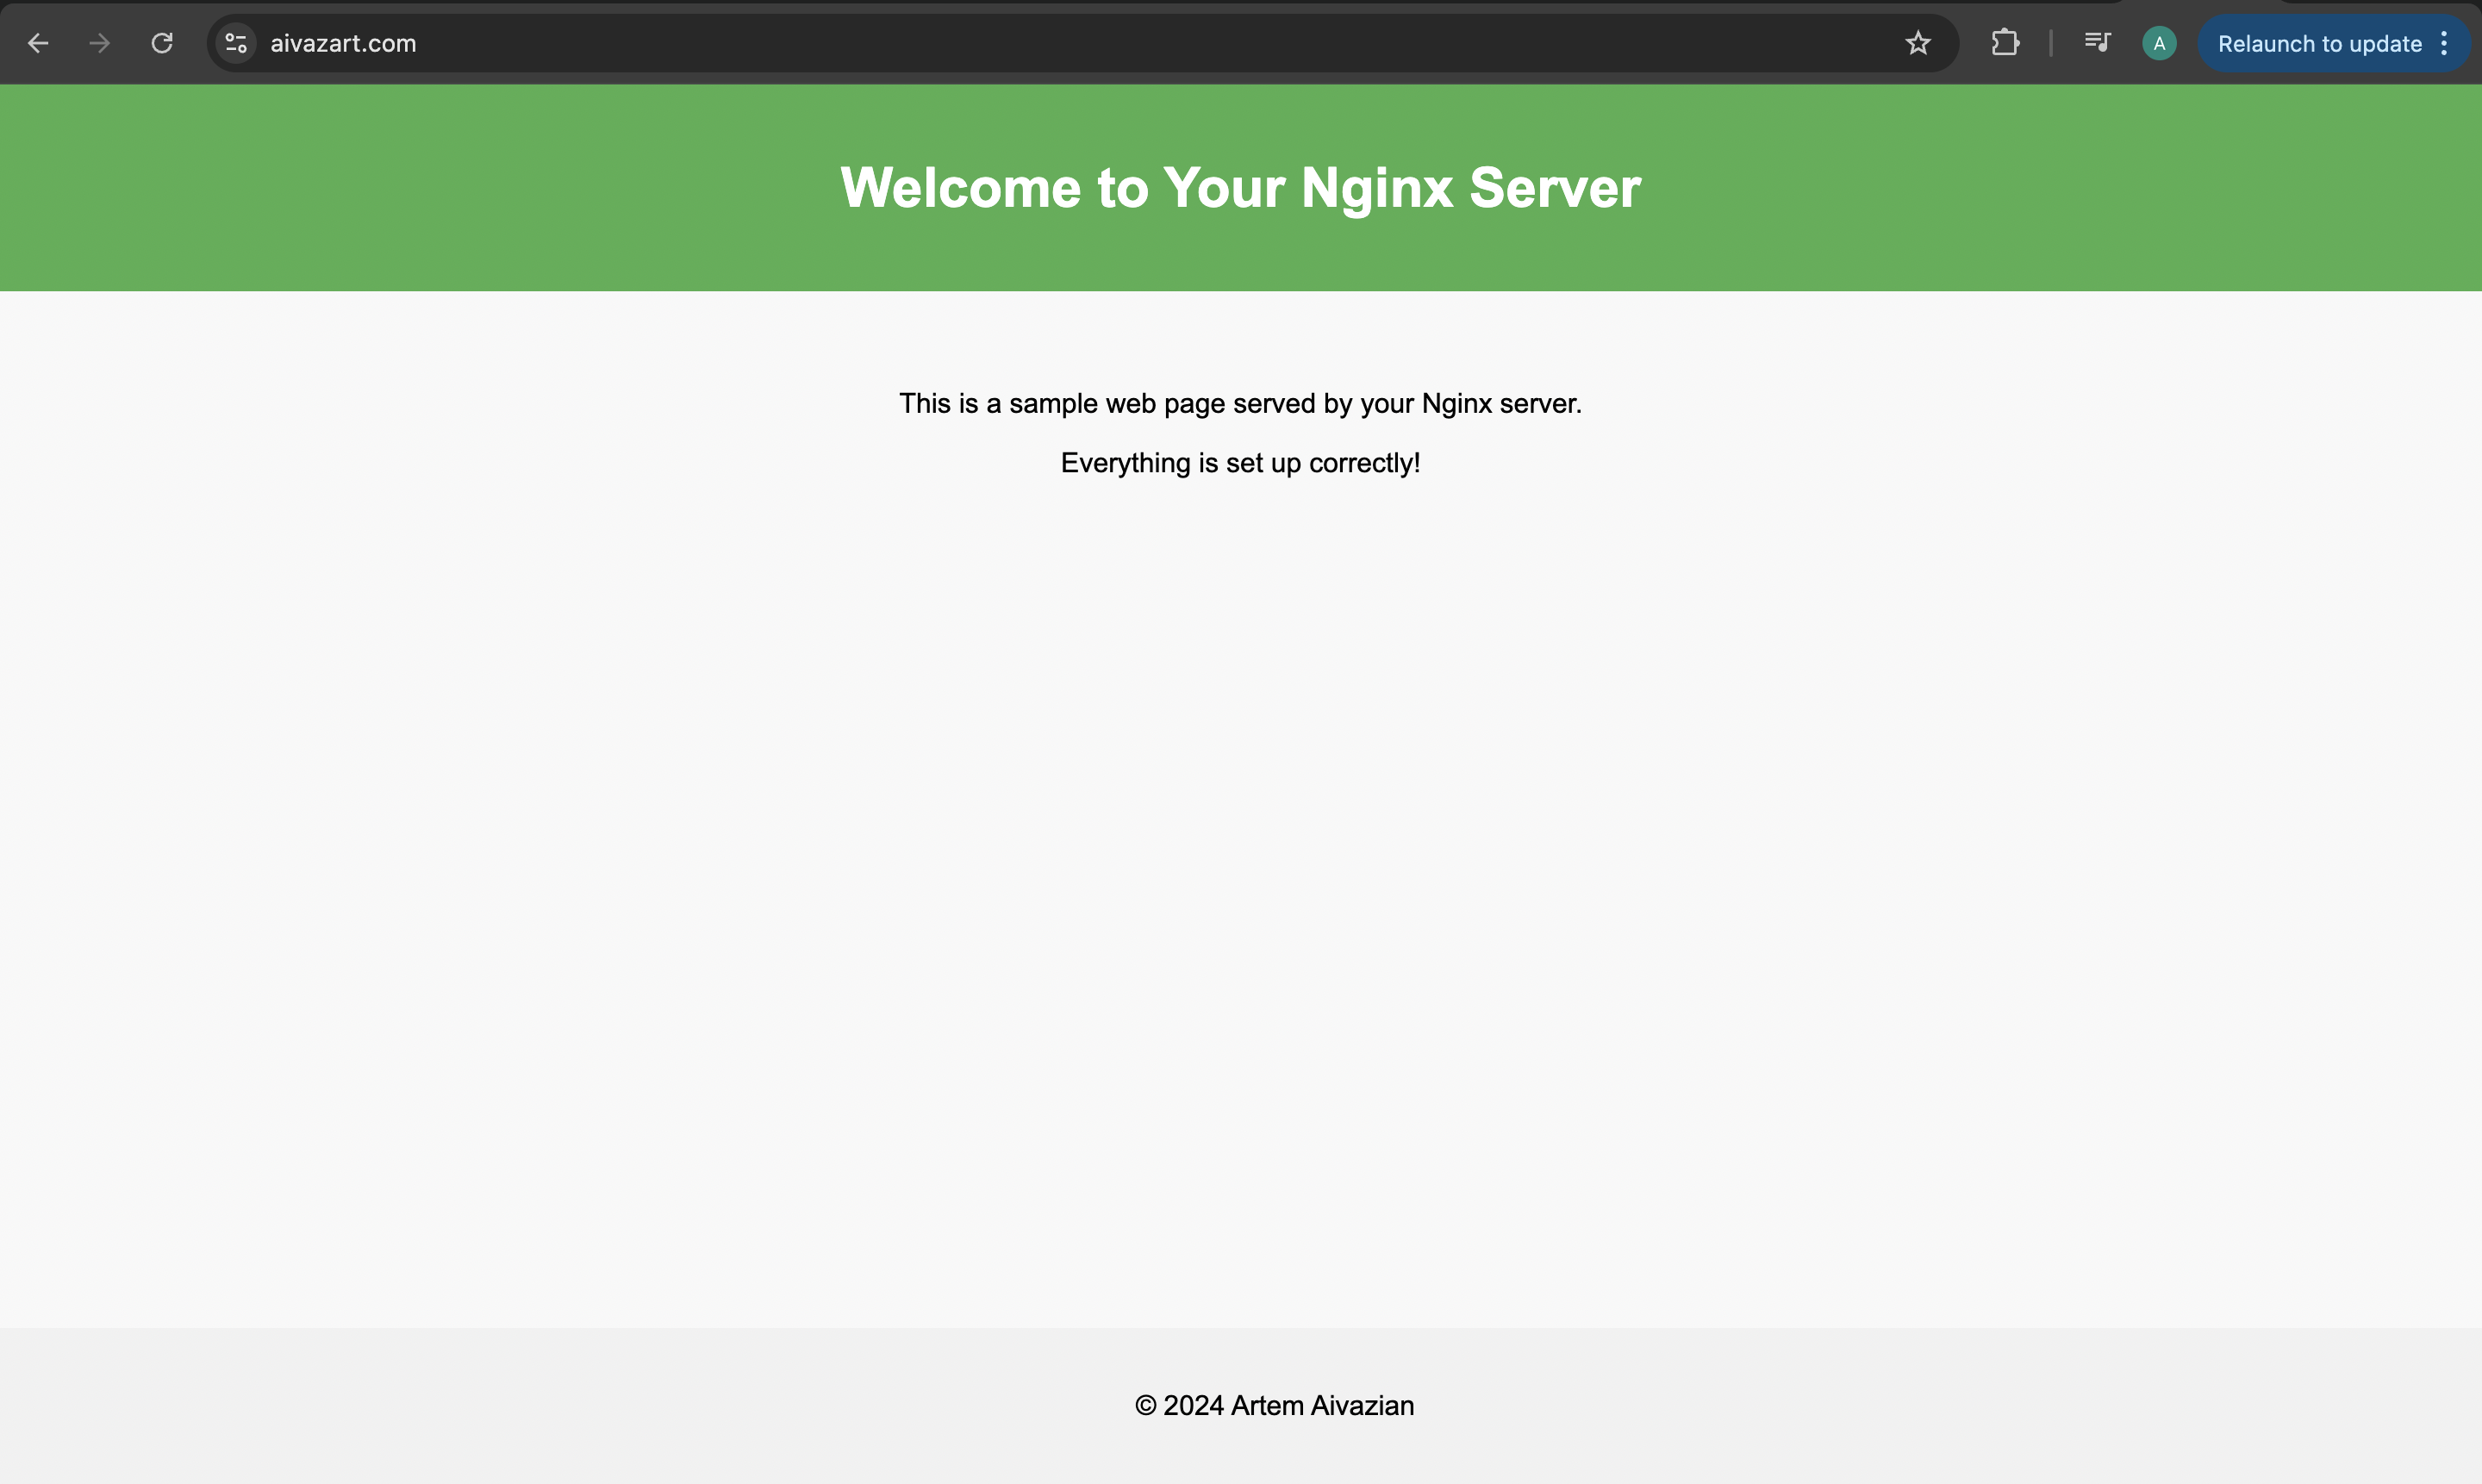 aivazart.com
A
Relaunch to update
Welcome to Your Nginx Server
This is a sample web page served by your Nginx server.
Everything is set up correctly!
© 2024 Artem Aivazian